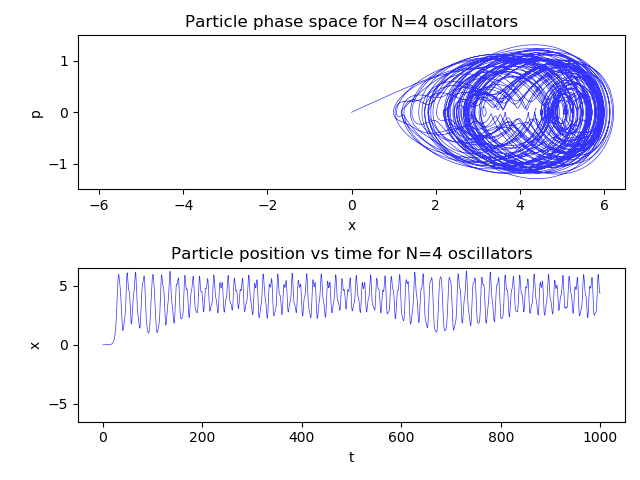 Particle phase space for N=4 oscillators
1
0
−1
p
−6 −4 −2 0 2 4 6
x
Particle position vs time for N=4 oscillators
5
0
−5
x
0 200 400 600 800 1000
t